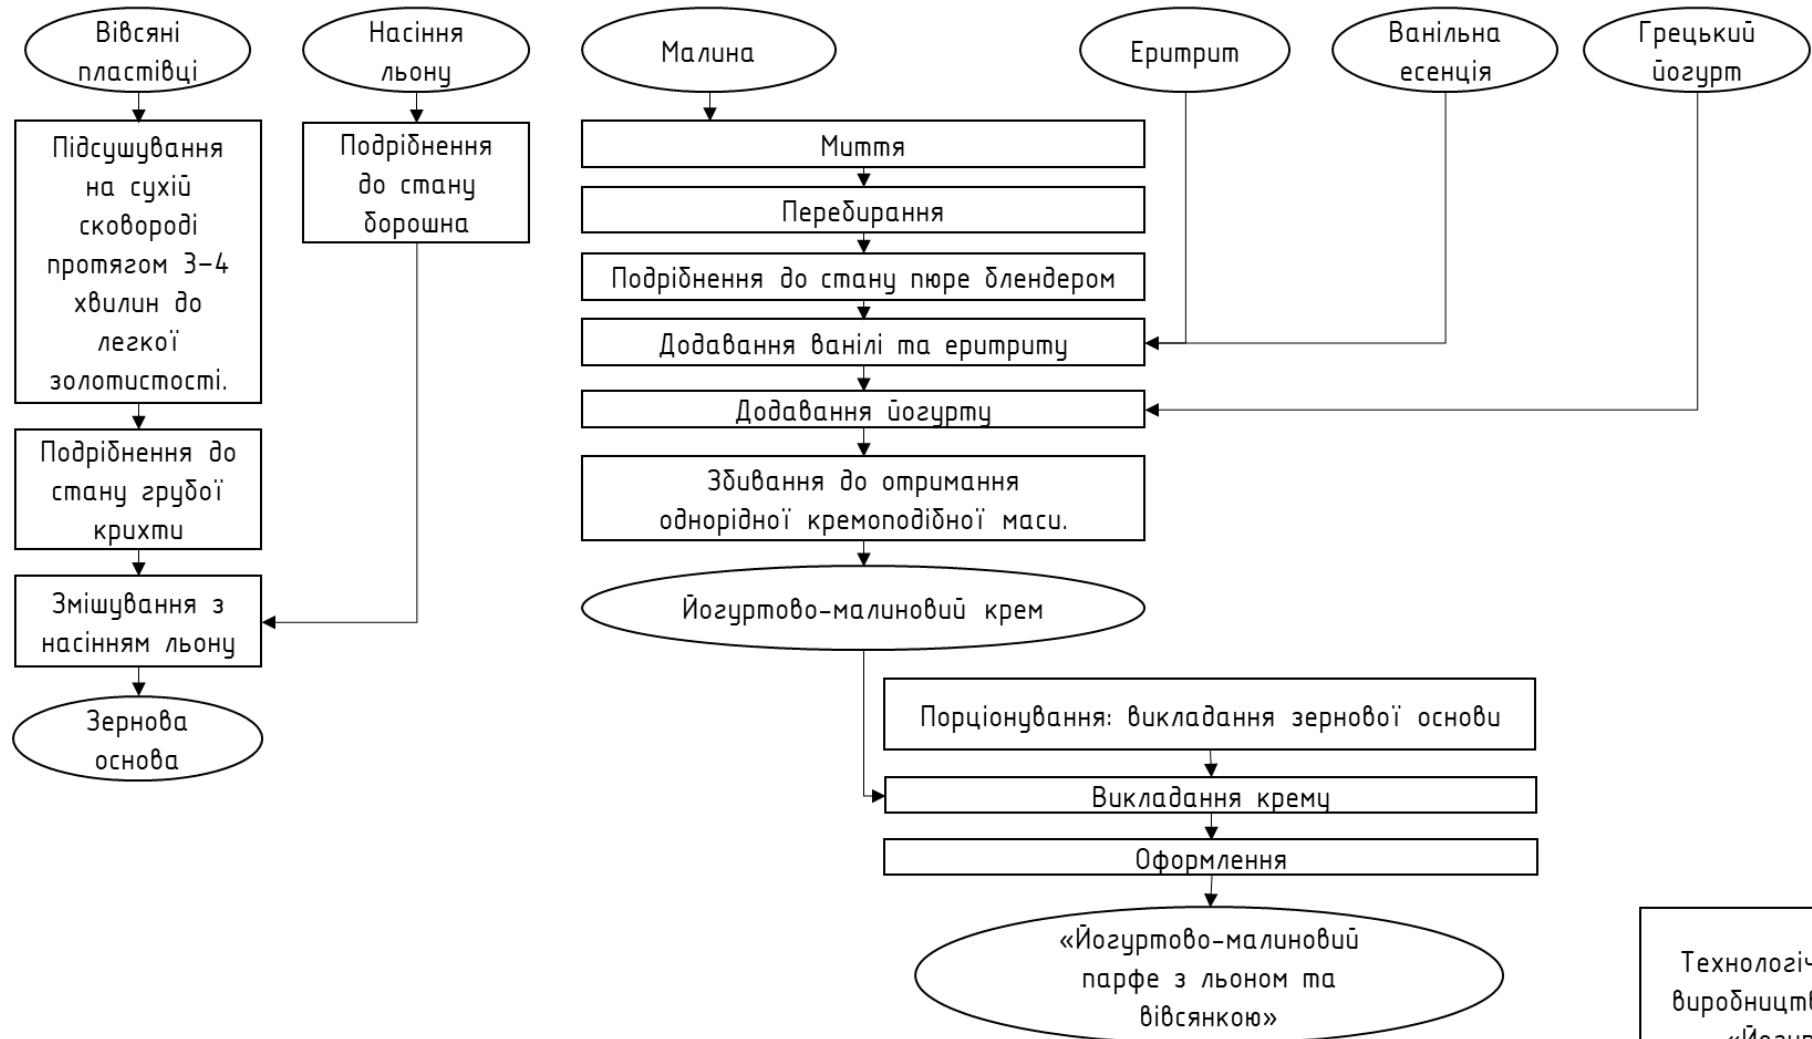 Вівсяні
пластівці
Насіння
льону
Малина
Еритрит
Ванільна
есенція
Грецький
йогурт
Підсушування
на сухій
сковороді
протягом 3-4
хвилин до
легкої
золотистості.
Подрібнення до
стану грубої
крихти
Змішування з
насінням льону
Зернова
основа
Подрібнення
до стану
борошна
Миття
Перебирання
Подрібнення до стану пюре блендером
Додавання ванілі та еритриту
Додавання йогурту
Збивання до отримання
однорідної кремоподібної маси.
Йогуртово-малиновий крем
Порціонування: викладання зернової основи
Викладання крему
Оформлення
«Йогуртово-малиновий
парфе з льоном та
вівсянкою»